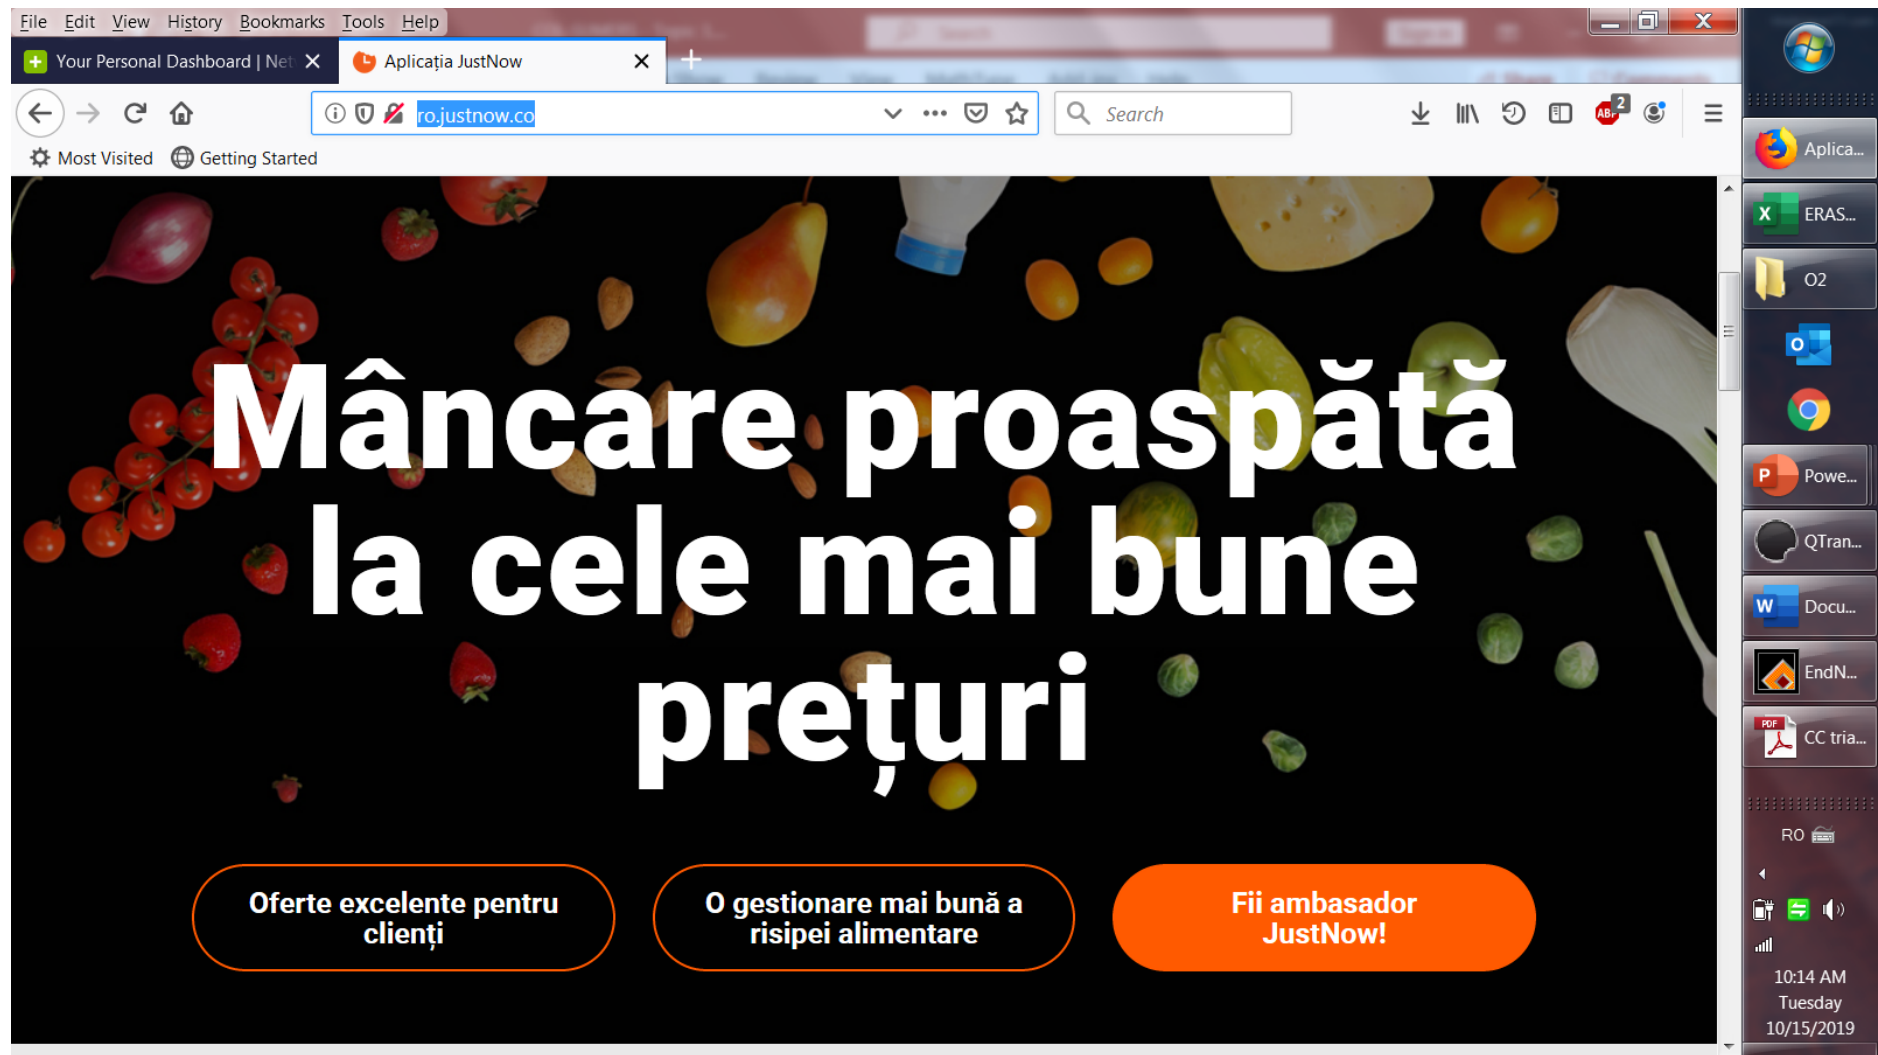 File Edit View History Bookmarks Tools Help
Your Personal Dashboard | Net
Aplicația JustNow
ro.justnow.co
Search
ABP
2
Most Visited
Getting Started
Mâncare proaspătă
la cele mai bune
prețuri
Oferte excelente pentru
clienți
O gestionare mai bună a
risipei alimentare
Fii ambasador
JustNow!
Aplica...
ERAS...
O2
Powe...
QTran...
Docu...
EndN...
PDF
CC tria...
RO
10:14 AM
Tuesday
10/15/2019